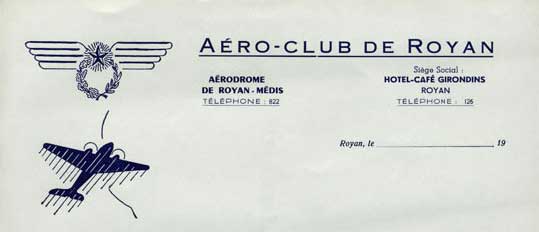 AÉRO-CLUB DE ROYAN
AÉRODROME
DE ROYAN - MÉDIS
TÉLÉPHONE : 822
Siège Social :
HOTEL-CAFÉ GIRONDINS
ROYAN
TÉLÉPHONE : 126
Royan, le ____________________ 19